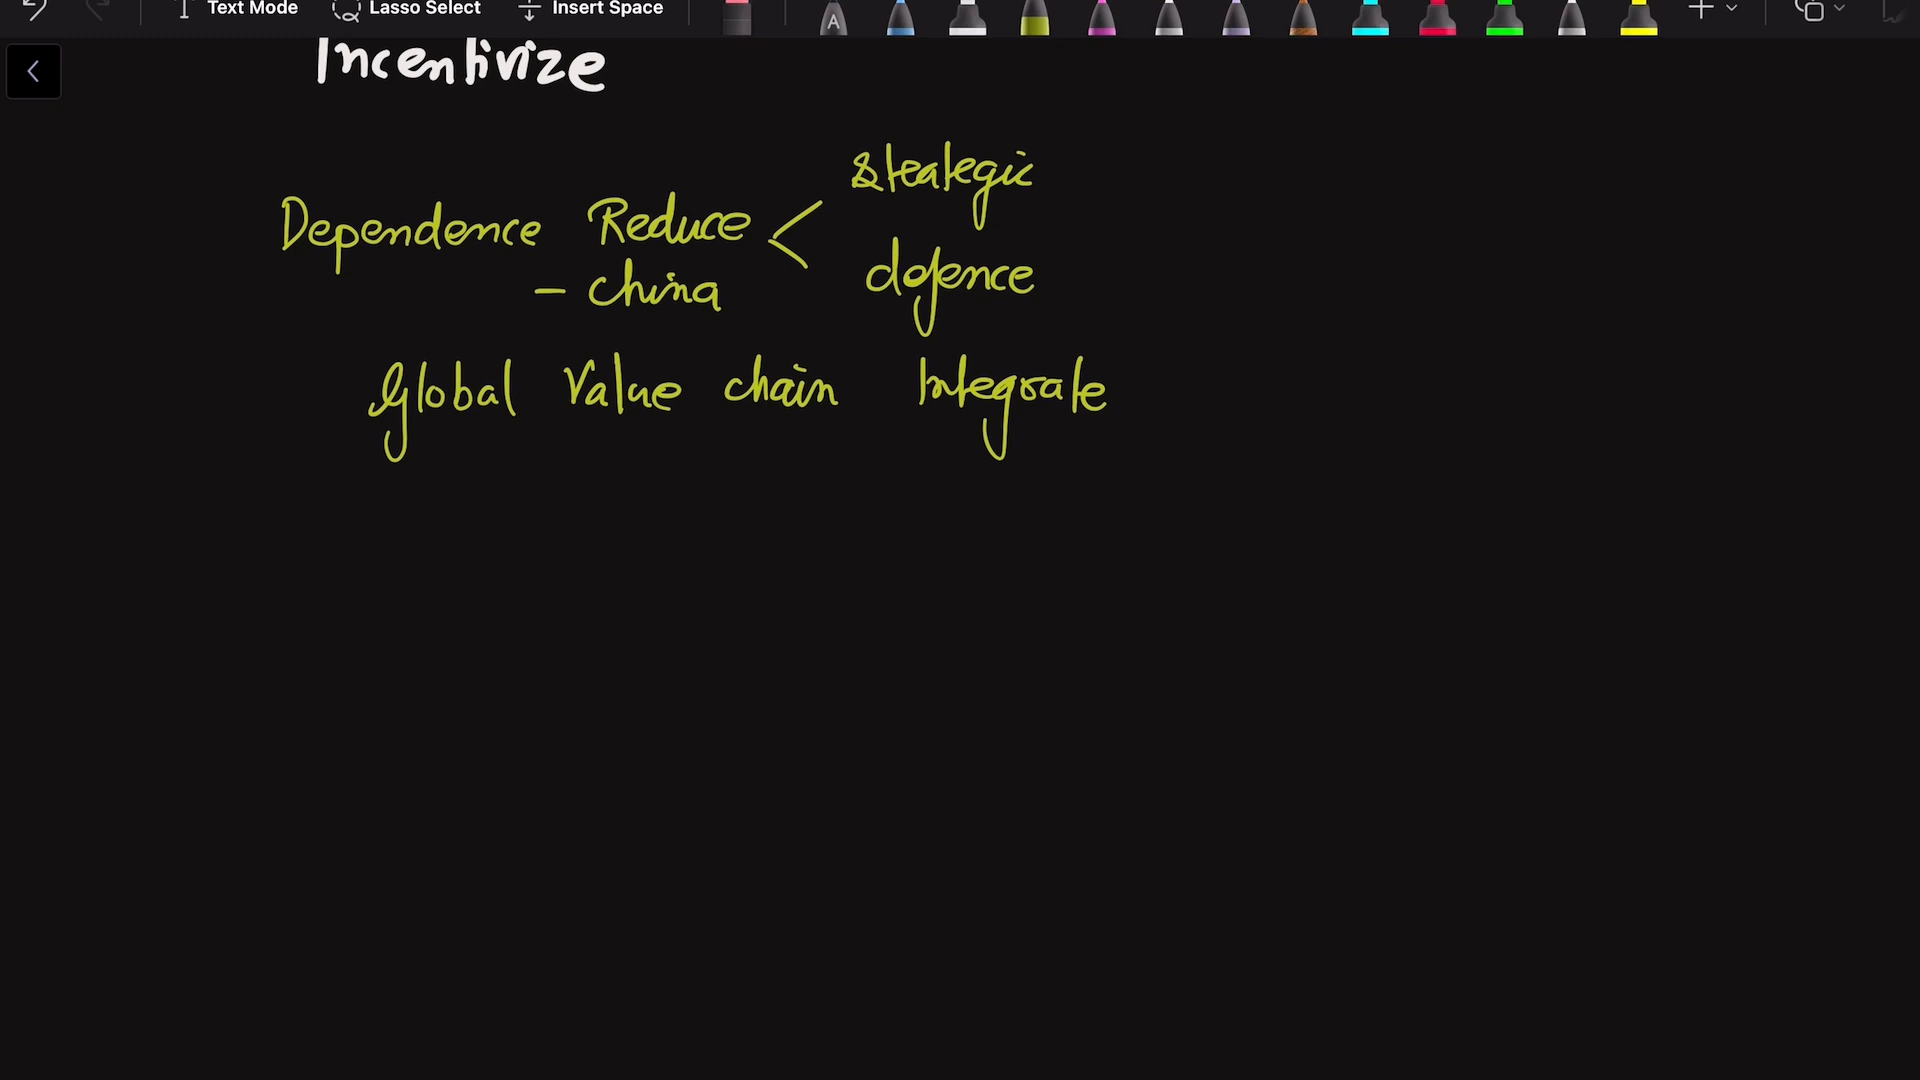 Text Mode Lasso Select Insert Space
A
Incentivize
strategic
Dependence Reduce <
defence
- China
Global Value chain Integrate